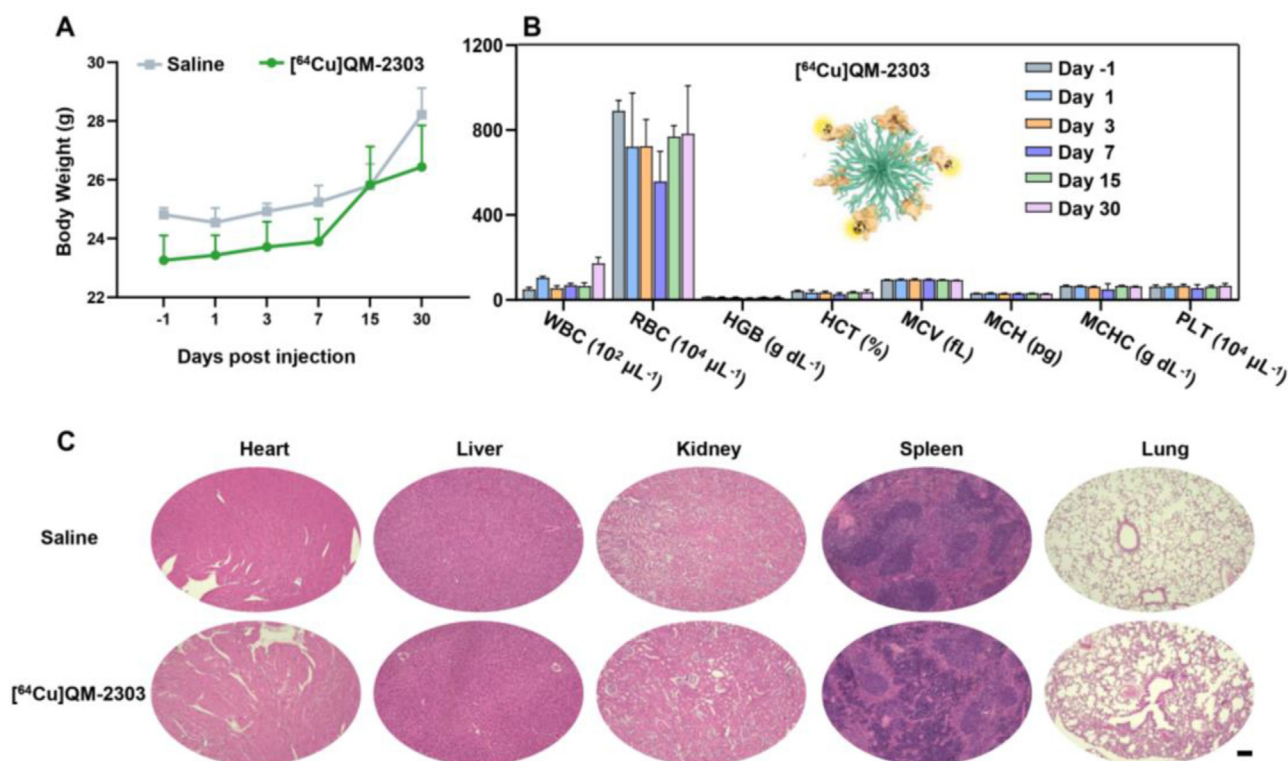 A
Saline
[⁶⁴Cu]QM-2303
30
28
26
24
22
Body Weight (g)
-1 1 3 7 15 30
Days post injection
B
1200
800
400
0
[⁶⁴Cu]QM-2303
Day -1
Day 1
Day 3
Day 7
Day 15
Day 30
WBC (10² µL⁻¹)
RBC (10⁴ µL⁻¹)
HGB (g dL⁻¹)
HCT (%)
MCV (fL)
MCH (pg)
MCHC (g dL⁻¹)
PLT (10⁴ µL⁻¹)
C
Heart Liver Kidney Spleen Lung
Saline
[⁶⁴Cu]QM-2303